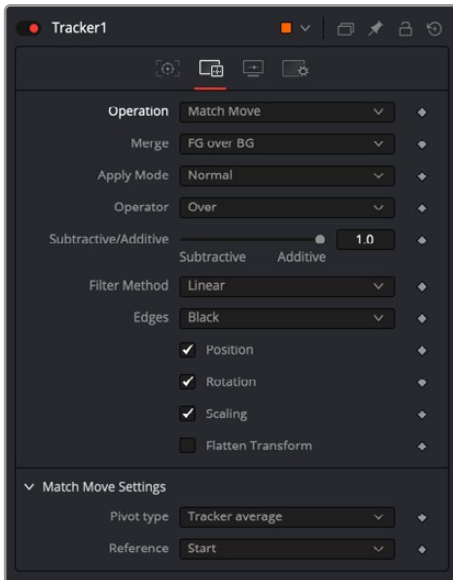 Tracker1
Operation Match Move
Merge FG over BG
Apply Mode Normal
Operator Over
Subtractive/Additive 1.0
Subtractive Additive
Filter Method Linear
Edges Black
Position
Rotation
Scaling
Flatten Transform
Match Move Settings
Pivot type Tracker average
Reference Start